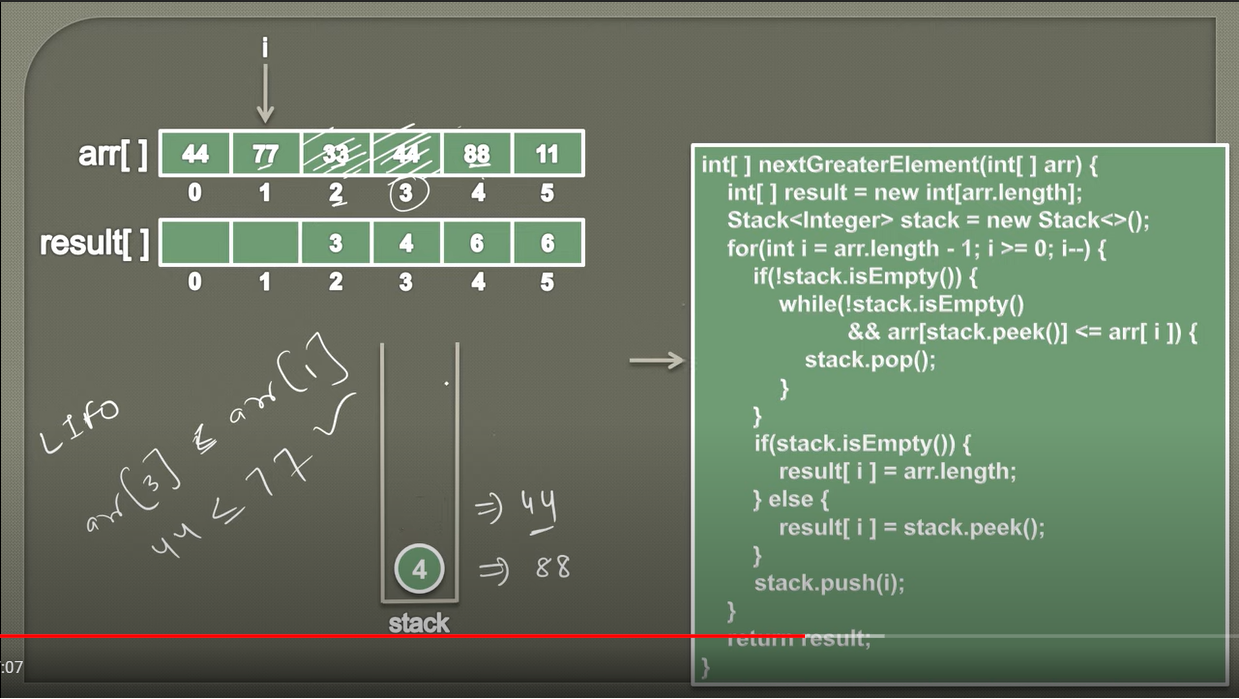 i
arr[ ] 44 77 33 44 88 11
0 1 2 3 4 5
result[ ] 3 4 6 6
0 1 2 3 4 5
LIFO
arr[3] ≤ arr[1]
44 ≤ 77 ✓
⇒ 44
4 ⇒ 88
stack
int[ ] nextGreaterElement(int[ ] arr) {
int[ ] result = new int[arr.length];
Stack<Integer> stack = new Stack<>();
for(int i = arr.length - 1; i >= 0; i--) {
if(!stack.isEmpty()) {
while(!stack.isEmpty()
&& arr[stack.peek()] <= arr[ i ]) {
stack.pop();
}
}
if(stack.isEmpty()) {
result[ i ] = arr.length;
} else {
result[ i ] = stack.peek();
}
stack.push(i);
}
return result;
}
:07